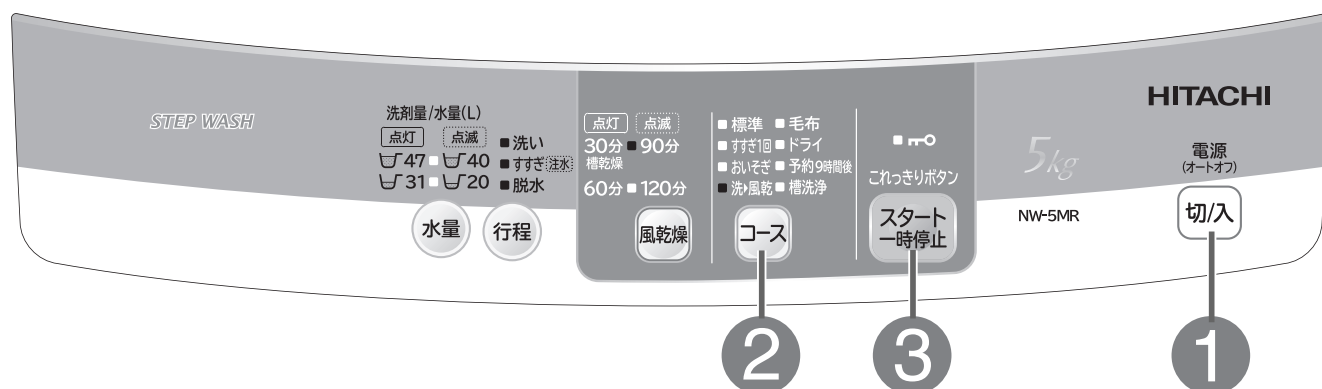 STEP WASH
洗剤量/水量(L)
点灯 点滅
47 40
31 20
洗い
すすぎ 注水
脱水
水量
行程
点灯 点滅
30分 90分
槽乾燥
60分 120分
風乾燥
標準 毛布
すすぎ1回 ドライ
おいそぎ 予約9時間後
洗▶風乾 槽洗浄
コース
これっきりボタン
スタート
一時停止
5kg
NW-5MR
HITACHI
電源
(オートオフ)
切/入
2
3
1